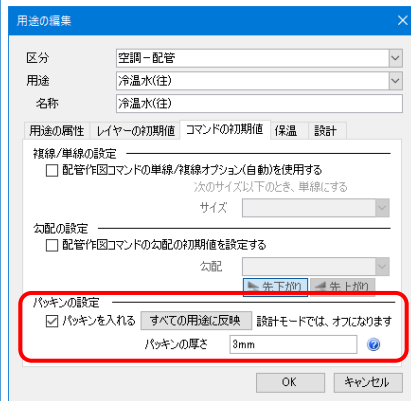 用途の編集
区分 空調－配管
用途 冷温水(往)
名称 冷温水(往)
用途の属性 レイヤーの初期値 コマンドの初期値 保温 設計
複線/単線の設定
配管作図コマンドの単線/複線オプション(自動)を使用する
次のサイズ以下のとき、単線にする
サイズ
勾配の設定
配管作図コマンドの勾配の初期値を設定する
勾配
先下がり 先上がり
パッキンの設定
パッキンを入れる すべての用途に反映 設計モードでは、オフになります
パッキンの厚さ 3mm
OK キャンセル